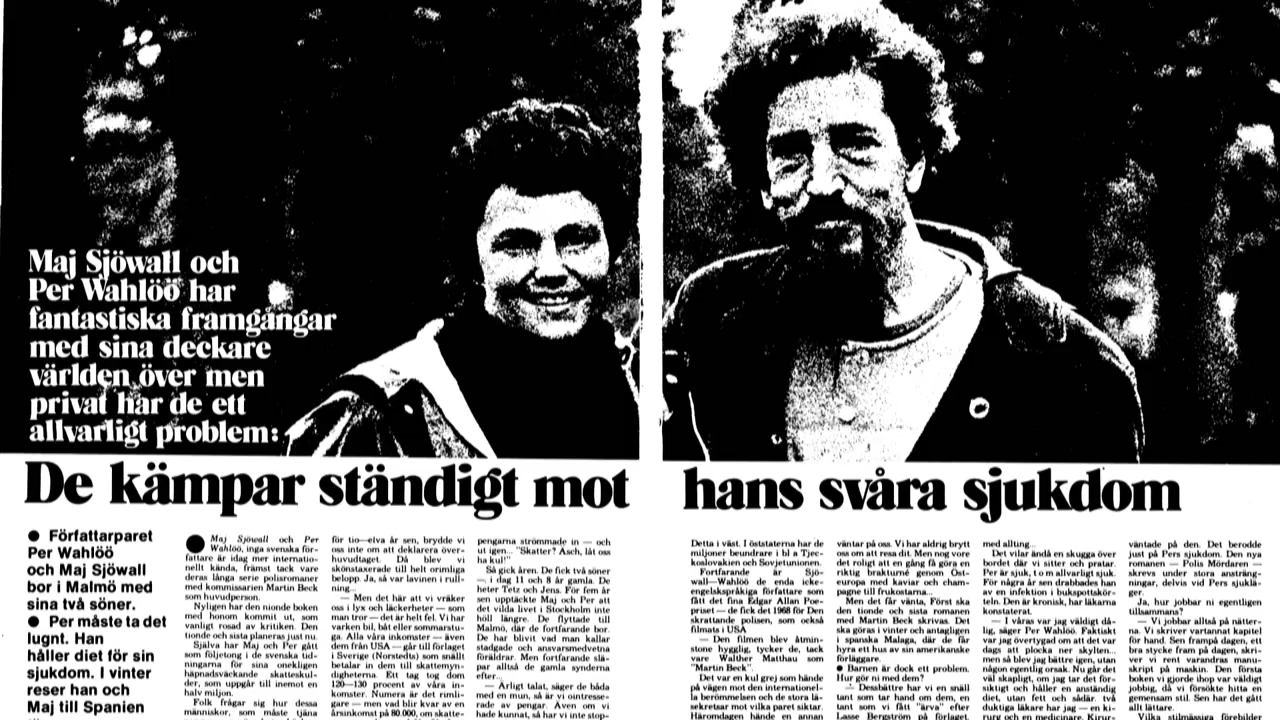 Maj Sjöwall och
Per Wahlöö har
fantastiska framgångar
med sina deckare
världen över men
privat har de ett
allvarligt problem:
De kämpar ständigt mot hans svåra sjukdom
● Författarparet
Per Wahlöö
och Maj Sjöwall
bor i Malmö med
sina två söner.
● Per måste ta det
lugnt. Han
håller diet för sin
sjukdom. I vinter
reser han och
Maj till Spanien
● Maj Sjöwall och Per
Wahlöö, inga svenska för-
fattare är idag mer internatio-
nellt kända, främst tack vare
deras långa serie polisromaner
med kommissarien Martin Beck
som huvudperson.
Nyligen har den nionde boken
med honom kommit ut, som
vanligt rosad av kritiken. Den
tionde och sista planeras just nu.
Själva har Maj och Per gått
som följetong i de svenska tid-
ningarna för sina onekligen
häpnadsväckande skatteskul-
der, som uppgår till inemot en
halv miljon.
Folk frågar sig hur dessa
människor, som måste tjäna
för tio—elva år sen, brydde vi
oss inte om att deklarera över-
huvudtaget. Då blev vi
skönstaxerade till helt orimliga
belopp. Ja, så var lavinen i rull-
ning...
— Men det här att vi vräker
oss i lyx och läckerheter — som
man tror — det är helt fel. Vi har
varken bil, båt eller sommarstu-
ga. Alla våra inkomster — även
dem från USA — går till förlaget
i Sverige (Norstedts) som snällt
betalar in dem till skattemyn-
digheterna. Ett tag tog dom
120—130 procent av våra in-
komster. Numera är det rimli-
gare — men vad blir kvar av en
årsinkomst på 80.000, om skatte-
pengarna strömmade in — och
ut igen... "Skatter? Äsch, låt oss
ha kul!"
Så gick åren. De fick två söner
—, i dag 11 och 8 år gamla. De
heter Tetz och Jens. För fem år
sen upptäckte Maj och Per att
det vilda livet i Stockholm inte
höll längre. De flyttade till
Malmö, där de fortfarande bor.
De har blivit vad man kallar
stadgade och ansvarsmedvetna
föräldrar. Men fortfarande slä-
par alltså de gamla synderna
efter...
— Ärligt talat, säger de båda
med en mun, så är vi ointresse-
rade av pengar. Även om vi
hade kunnat, så har vi inte stop-
Detta i väst. I öststaterna har de
miljoner beundrare i bl a Tjec-
koslovakien och Sovjetunionen.
Fortfarande är Sjö-
wall—Wahlöö de enda icke-
engelskspråkiga författare som
fått det fina Edgar Allan Poe-
priset — de fick det 1968 för Den
skrattande polisen, som också
filmats i USA
— Den filmen blev åtmin-
stone hygglig, tycker de, tack
vare Walther Matthau som
"Martin Beck".
Det var en kul grej som hände
på vägen mot den internationel-
la berömmelsen och de stora lä-
sekretsar mot vilka paret siktar.
Häromdagen hände en annan
väntar på oss. Vi har aldrig brytt
oss om att resa dit. Men nog vore
det roligt att en gång få göra en
riktig brakturné genom Öst-
europa med kaviar och cham-
pagne till frukostarna...
Men det får vänta. Först ska
den tionde och sista romanen
med Martin Beck skrivas. Det
ska göras i vinter och antagligen
i spanska Malaga, där de får
hyra ett hus av sin amerikanske
förläggare.
● Barnen är dock ett problem.
Hur gör ni med dem?
— Dessbättre har vi en snäll
tant som tar hand om dem, en
tant som vi fått "ärva" efter
Lasse Bergström på förlaget.
med allting...
Det vilar ändå en skugga över
bordet där vi sitter och pratar.
Per är sjuk, t o m allvarligt sjuk.
För några år sen drabbades han
av en infektion i bukspottskör-
teln. Den är kronisk, har läkarna
konstaterat.
— I våras var jag väldigt då-
lig, säger Per Wahlöö. Faktiskt
var jag övertygad om att det var
dags att plocka ner skylten...
men så blev jag bättre igen, utan
någon egentlig orsak. Nu går det
väl skapligt, om jag tar det för-
siktigt och håller en anständig
diet, utan fett och sådär. två
duktiga läkare har jag — en ki-
rurg och en medicinare. Kirur-
väntade på den. Det berodde
just på Pers sjukdom. Den nya
romanen — Polis Mördaren —
skrevs under stora ansträng-
ningar, delvis vid Pers sjuklä-
ger.
Ja, hur jobbar ni egentligen
tillsammans?
— Vi jobbar alltså på nätter-
na. Vi skriver vartannat kapitel
för hand. Sen frampå dagen, ett
bra stycke fram på dagen, skri-
ver vi rent varandras manu-
skript på maskin. Den första
boken vi gjorde ihop var väldigt
jobbig, då vi försökte hitta en
gemensam stil. Sen har det gått
allt lättare.
Vilka stilmässiga förebilder